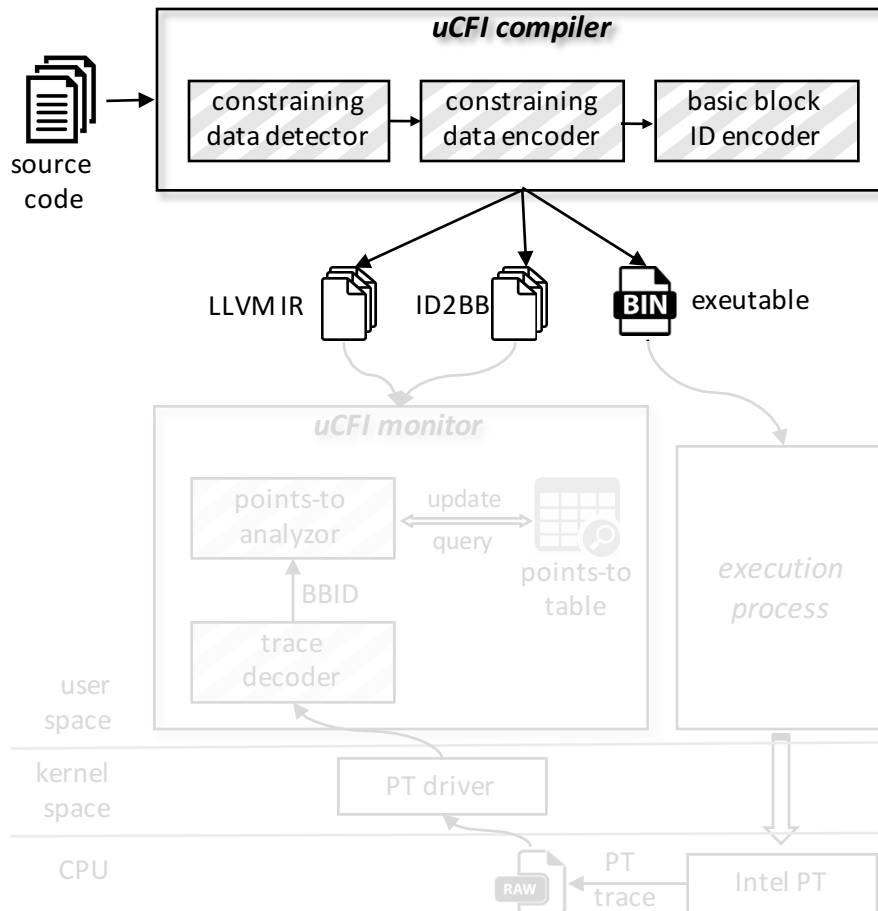 uCFI compiler
constraining
data detector
constraining
data encoder
basic block
ID encoder
source
code
LLVM IR
ID2BB
BIN
exeutable
uCFI monitor
points-to
analyzor
update
query
points-to
table
BBID
trace
decoder
execution
process
user
space
kernel
space
PT driver
CPU
RAW
PT
trace
Intel PT